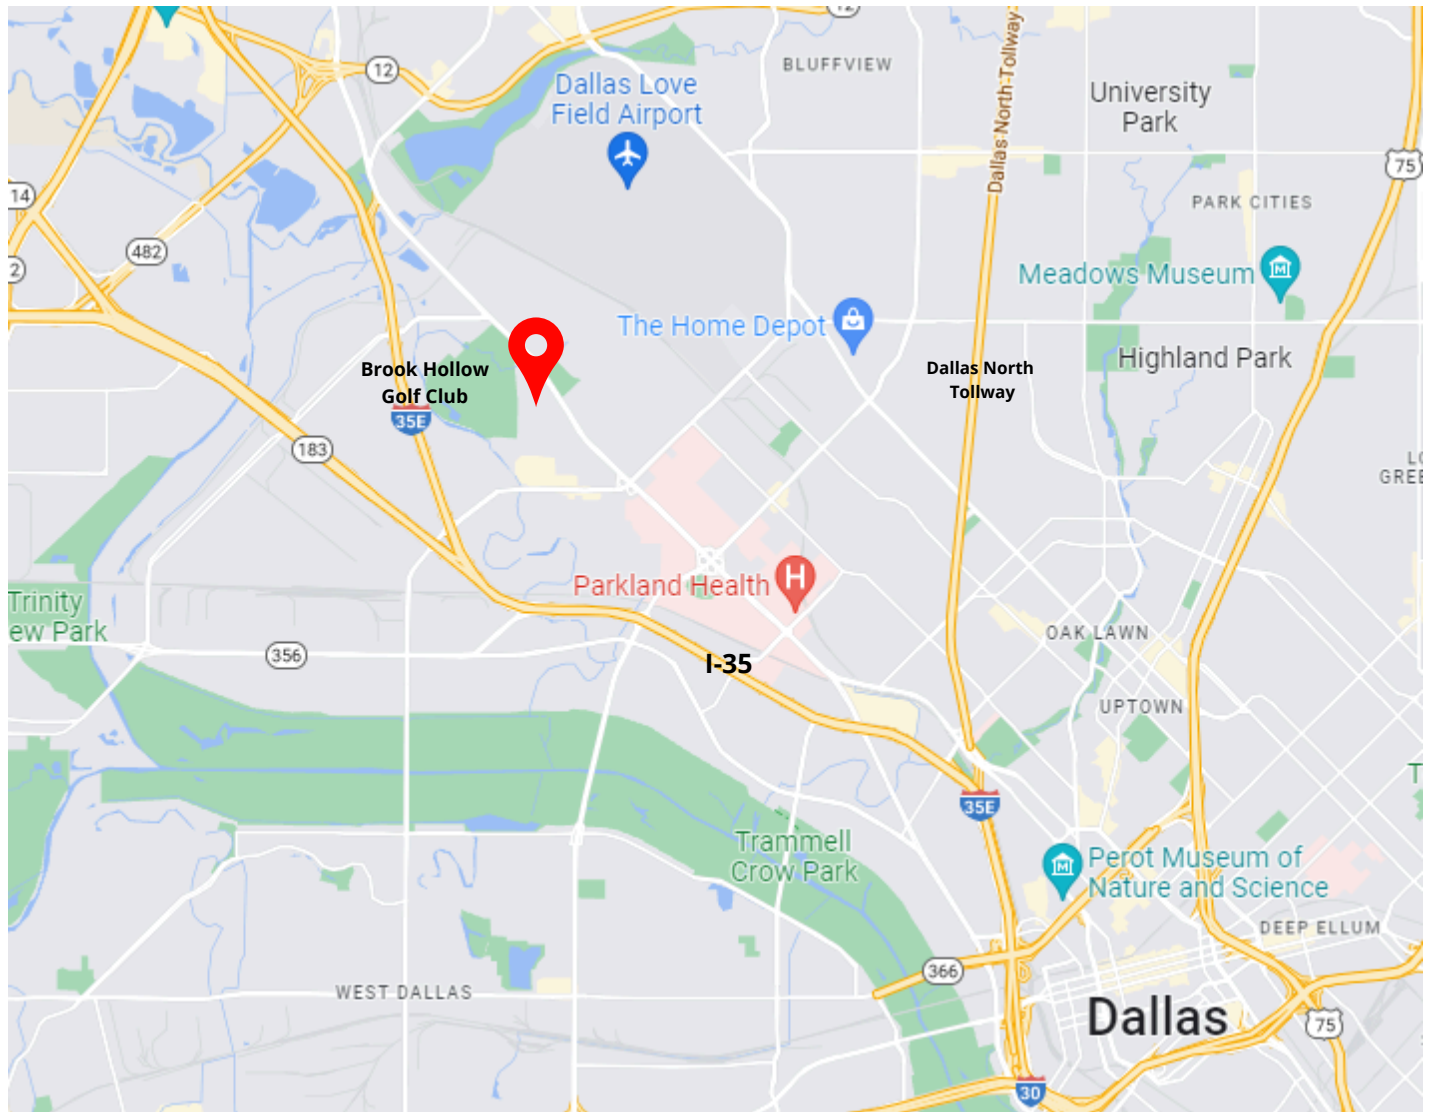 12
12
BLUFFVIEW
Dallas Love
Field Airport
Dallas North Tollway
University
Park
75
14
PARK CITIES
482
2
Meadows Museum
The Home Depot
Highland Park
Brook Hollow
Golf Club
Dallas North
Tollway
35E
183
Parkland Health
Trinity
ew Park
OAK LAWN
356
I-35
UPTOWN
35E
Trammell
Crow Park
Perot Museum of
Nature and Science
DEEP ELLUM
366
WEST DALLAS
Dallas
75
30